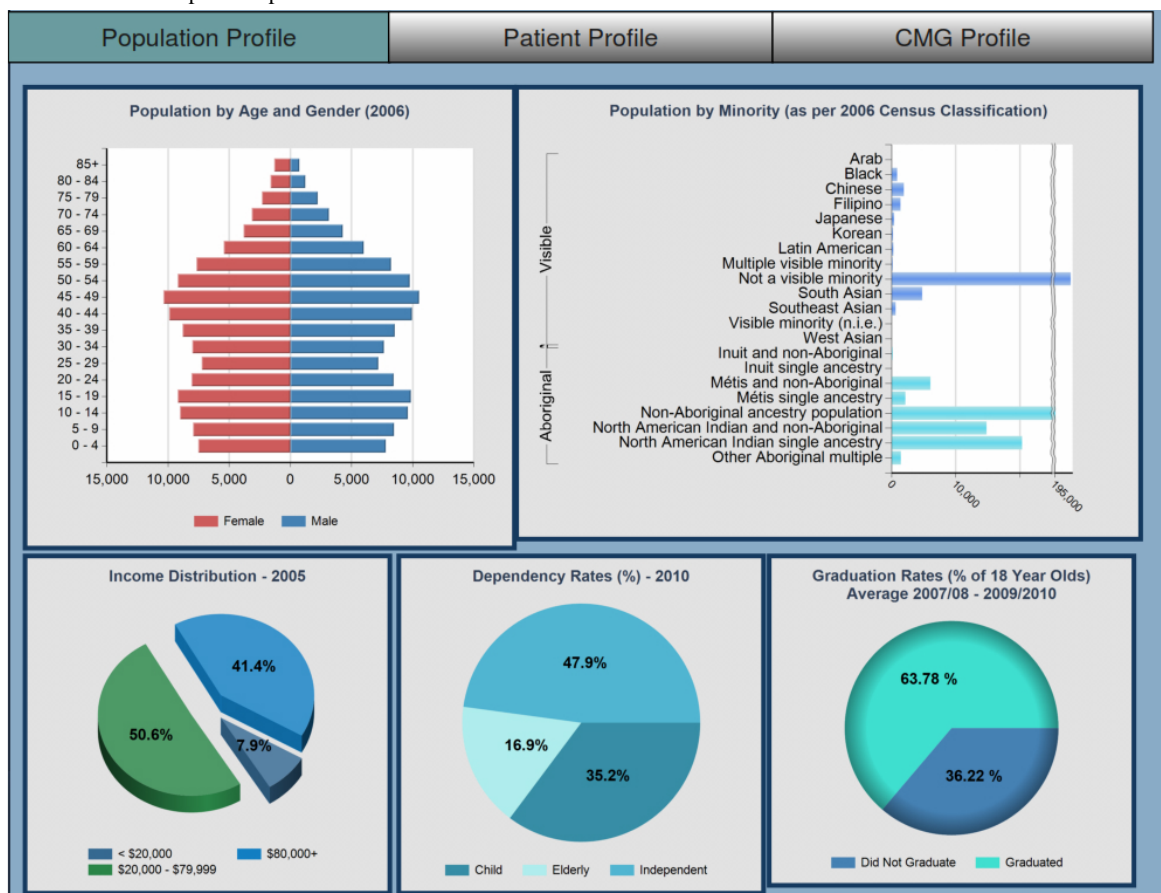 Population Profile
Patient Profile
CMG Profile
Population by Age and Gender (2006)
85+
80 - 84
75 - 79
70 - 74
65 - 69
60 - 64
55 - 59
50 - 54
45 - 49
40 - 44
35 - 39
30 - 34
25 - 29
20 - 24
15 - 19
10 - 14
5 - 9
0 - 4
15,000 10,000 5,000 0 5,000 10,000 15,000
Female Male
Population by Minority (as per 2006 Census Classification)
Visible
Arab
Black
Chinese
Filipino
Japanese
Korean
Latin American
Multiple visible minority
Not a visible minority
South Asian
Southeast Asian
Visible minority (n.i.e.)
West Asian
Aboriginal
Inuit and non-Aboriginal
Inuit single ancestry
Métis and non-Aboriginal
Métis single ancestry
Non-Aboriginal ancestry population
North American Indian and non-Aboriginal
North American Indian single ancestry
Other Aboriginal multiple
0 10,000 195,000
Income Distribution - 2005
41.4%
50.6%
7.9%
< $20,000 $80,000+
$20,000 - $79,999
Dependency Rates (%) - 2010
47.9%
16.9%
35.2%
Child Elderly Independent
Graduation Rates (% of 18 Year Olds)
Average 2007/08 - 2009/2010
63.78 %
36.22 %
Did Not Graduate Graduated